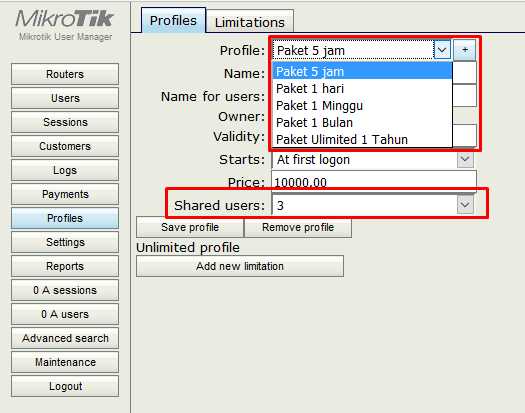 MikroTik
Mikrotik User Manager
Routers
Users
Sessions
Customers
Logs
Payments
Profiles
Settings
Reports
0 A sessions
0 A users
Advanced search
Maintenance
Logout
Profiles Limitations
Profile: Paket 5 jam +
Paket 5 jam
Paket 1 hari
Paket 1 Minggu
Paket 1 Bulan
Paket Ulimited 1 Tahun
Name:
Name for users:
Owner:
Validity:
Starts: At first logon
Price: 10000.00
Shared users: 3
Save profile Remove profile
Unlimited profile
Add new limitation